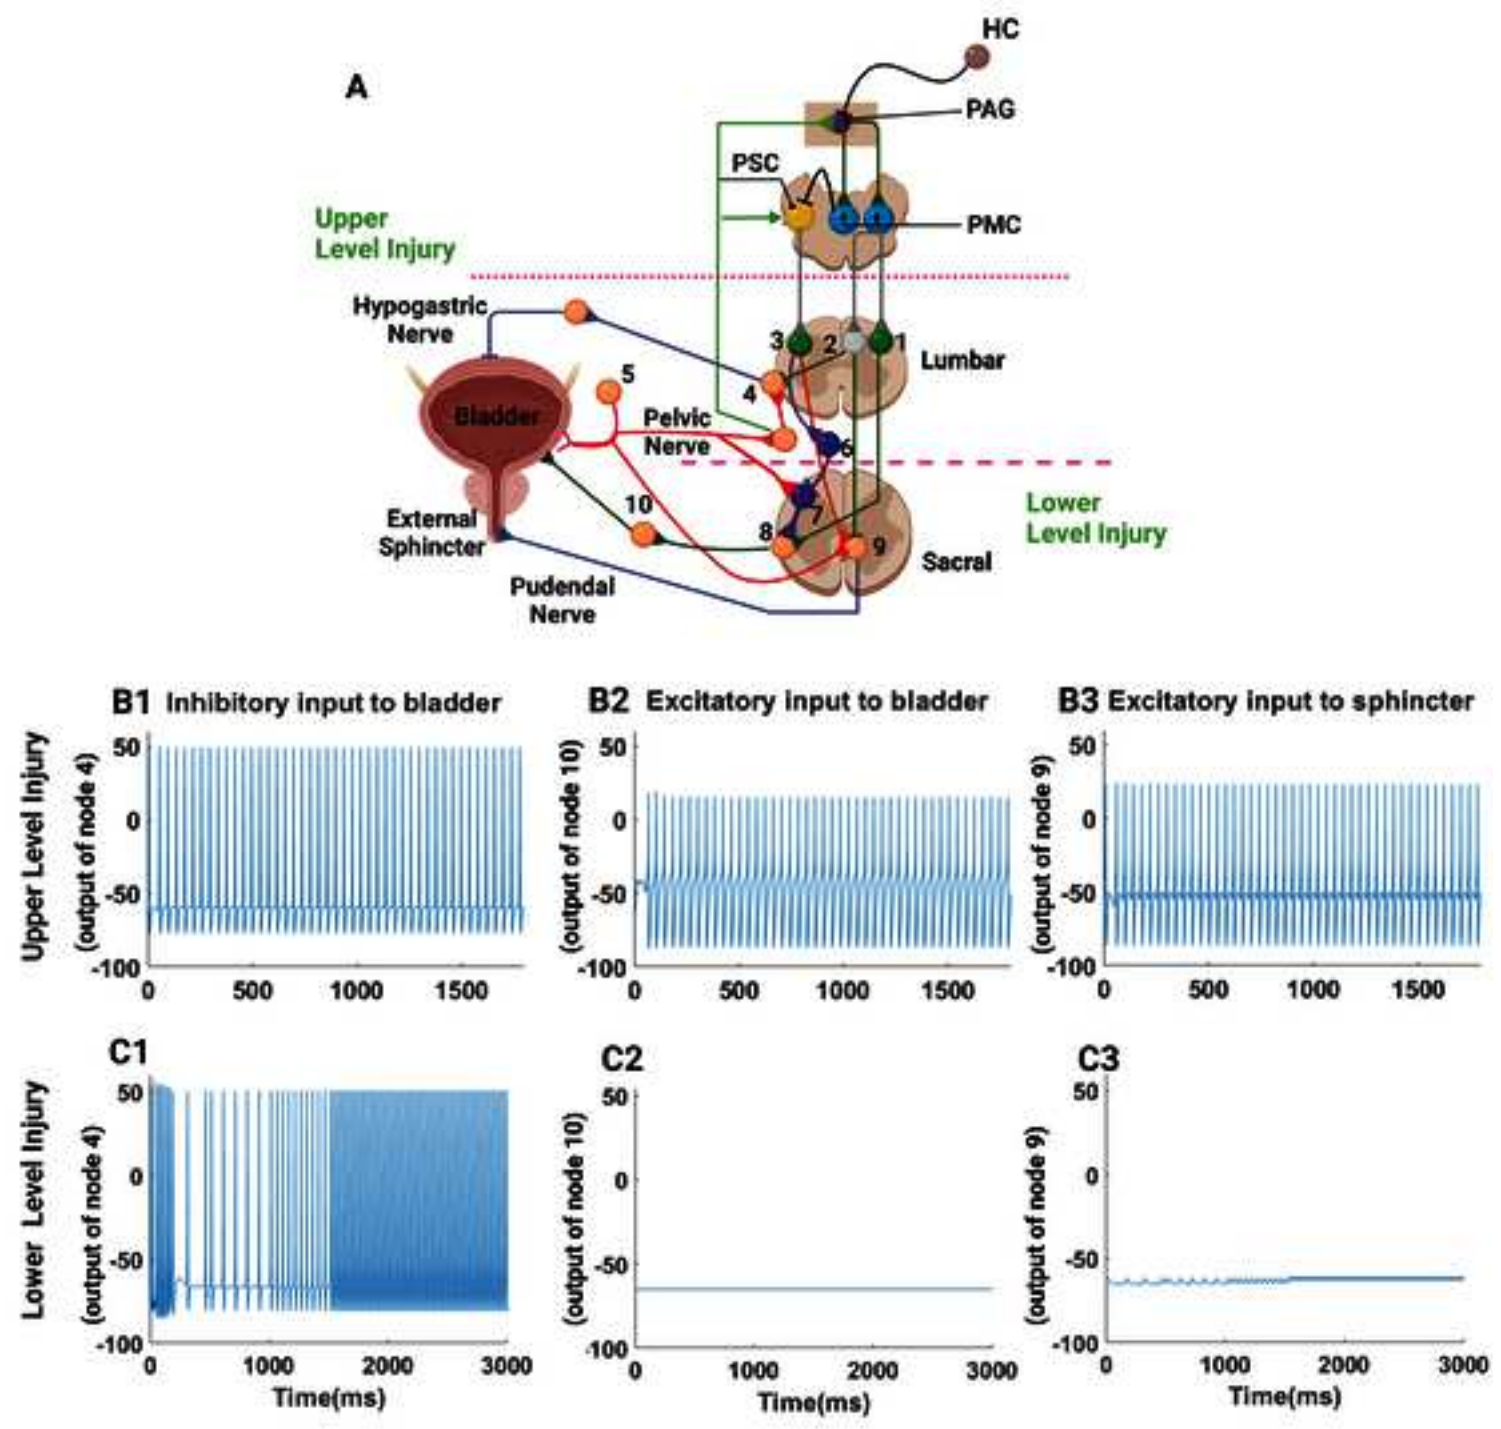 A
HC
PAG
PSC
PMC
Upper
Level Injury
Hypogastric
Nerve
3
2
1
Lumbar
5
4
Bladder
Pelvic
Nerve
6
Lower
Level Injury
External
Sphincter
10
7
8
9
Sacral
Pudendal
Nerve
B1 Inhibitory input to bladder
B2 Excitatory input to bladder
B3 Excitatory input to sphincter
Upper Level Injury
(output of node 4)
50
0
-50
-100
0 500 1000 1500
(output of node 10)
50
0
-50
-100
0 500 1000 1500
(output of node 9)
50
0
-50
-100
0 500 1000 1500
C1
C2
C3
Lower Level Injury
(output of node 4)
50
0
-50
-100
0 1000 2000 3000
Time(ms)
(output of node 10)
50
0
-50
-100
0 1000 2000 3000
Time(ms)
(output of node 9)
50
0
-50
-100
0 1000 2000 3000
Time(ms)